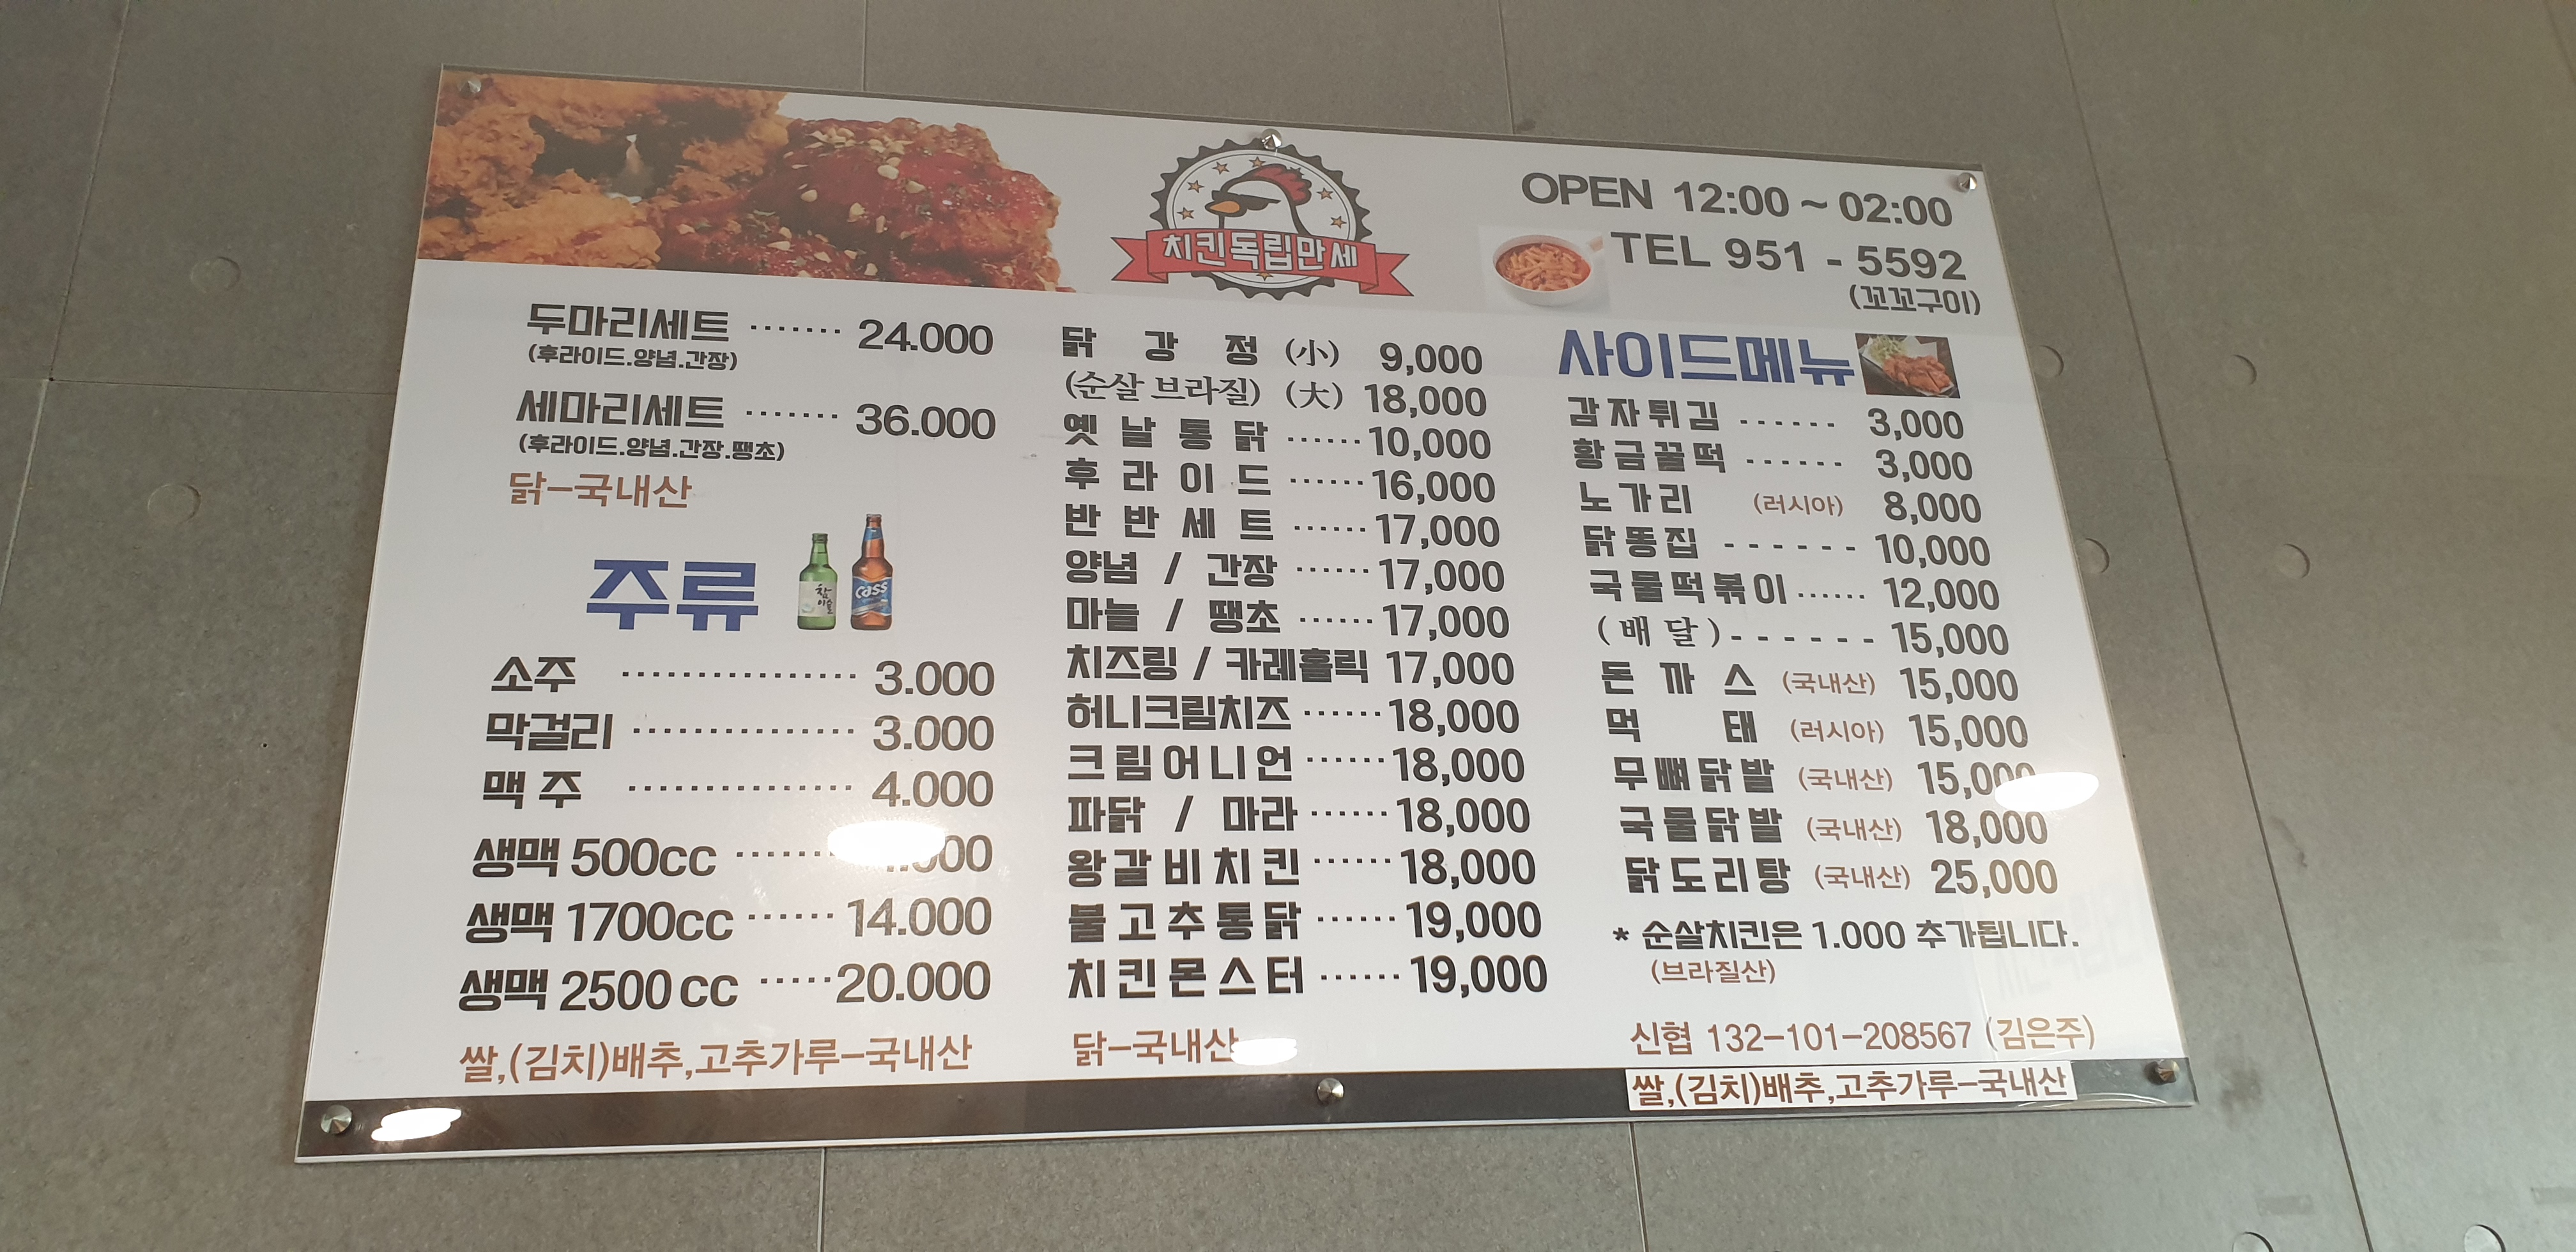 치킨독립만세
OPEN 12:00 ~ 02:00
TEL 951 - 5592
(꼬꼬구이)
두마리세트 ······· 24.000
(후라이드.양념.간장)
세마리세트 ······· 36.000
(후라이드.양념.간장.땡초)
닭-국내산
주류
참이슬
cass
소주 ················ 3.000
막걸리 ··············· 3.000
맥 주 ················ 4.000
생맥 500cc ·······
생맥 1700cc ······ 14.000
생맥 2500cc ····· 20.000
쌀,(김치)배추,고추가루-국내산
닭 강 정 (小) 9,000
(순살 브라질) (大) 18,000
옛 날 통 닭 ······ 10,000
후 라 이 드 ······ 16,000
반 반 세 트 ······ 17,000
양념 / 간장 ······ 17,000
마늘 / 땡초 ······ 17,000
치즈링 / 카레홀릭 17,000
허니크림치즈 ······ 18,000
크림어니언 ······ 18,000
파닭 / 마라 ······ 18,000
왕갈비치킨 ······ 18,000
불고추통닭 ······ 19,000
치킨몬스터 ······ 19,000
닭-국내산
사이드메뉴
감자튀김 ------ 3,000
황금꿀떡 ------ 3,000
노가리 (러시아) 8,000
닭똥집 ------ 10,000
국물떡볶이 ······ 12,000
(배달)------- 15,000
돈 까 스 (국내산) 15,000
먹 태 (러시아) 15,000
무뼈닭발 (국내산) 15,000
국물닭발 (국내산) 18,000
닭도리탕 (국내산) 25,000
* 순살치킨은 1.000 추가됩니다.
(브라질산)
신협 132-101-208567 (김은주)
쌀,(김치)배추,고추가루-국내산